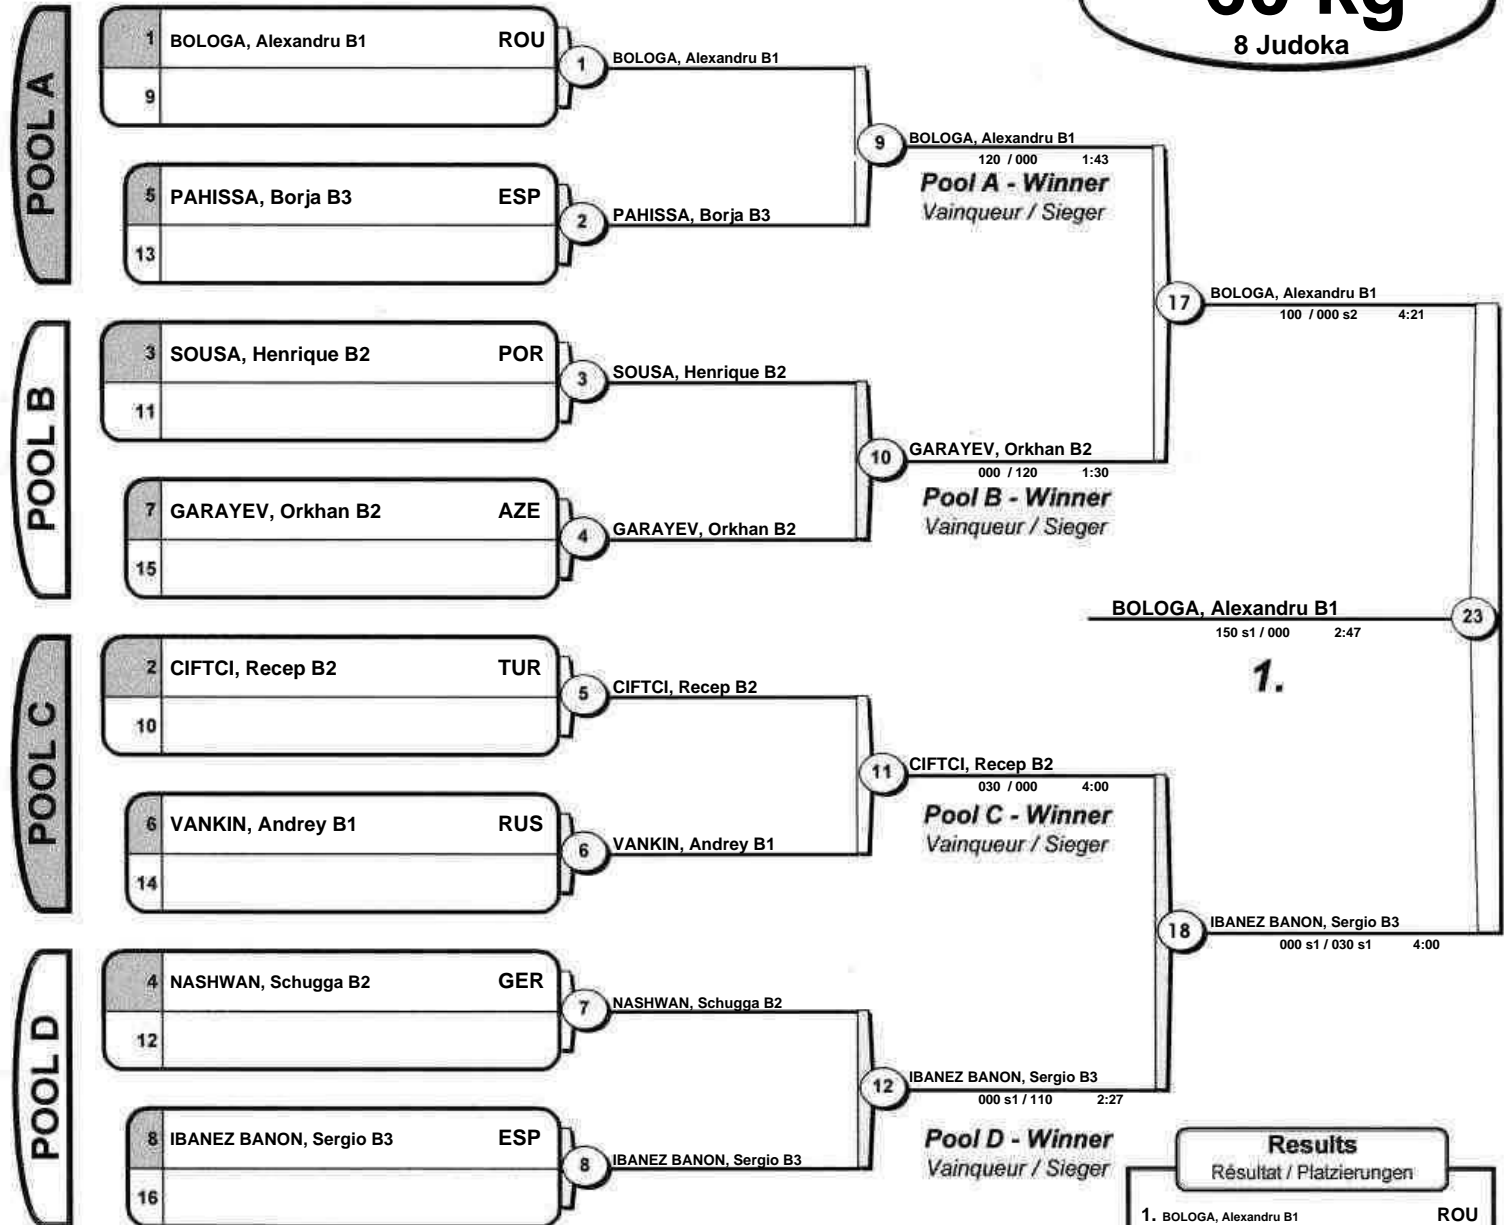 8 Judoka
POOL A
1 BOLOGA, Alexandru B1 ROU
9
1 BOLOGA, Alexandru B1
5 PAHISSA, Borja B3 ESP
13
2 PAHISSA, Borja B3
9 BOLOGA, Alexandru B1
120 / 000 1:43
Pool A - Winner
Vainqueur / Sieger
POOL B
3 SOUSA, Henrique B2 POR
11
3 SOUSA, Henrique B2
7 GARAYEV, Orkhan B2 AZE
15
4 GARAYEV, Orkhan B2
10 GARAYEV, Orkhan B2
000 / 120 1:30
Pool B - Winner
Vainqueur / Sieger
17 BOLOGA, Alexandru B1
100 / 000 s2 4:21
BOLOGA, Alexandru B1 23
150 s1 / 000 2:47
1.
POOL C
2 CIFTCI, Recep B2 TUR
10
5 CIFTCI, Recep B2
6 VANKIN, Andrey B1 RUS
14
6 VANKIN, Andrey B1
11 CIFTCI, Recep B2
030 / 000 4:00
Pool C - Winner
Vainqueur / Sieger
18 IBANEZ BANON, Sergio B3
000 s1 / 030 s1 4:00
POOL D
4 NASHWAN, Schugga B2 GER
12
7 NASHWAN, Schugga B2
8 IBANEZ BANON, Sergio B3 ESP
16
8 IBANEZ BANON, Sergio B3
12 IBANEZ BANON, Sergio B3
000 s1 / 110 2:27
Pool D - Winner
Vainqueur / Sieger
Results
Résultat / Platzierungen
1. BOLOGA, Alexandru B1 ROU